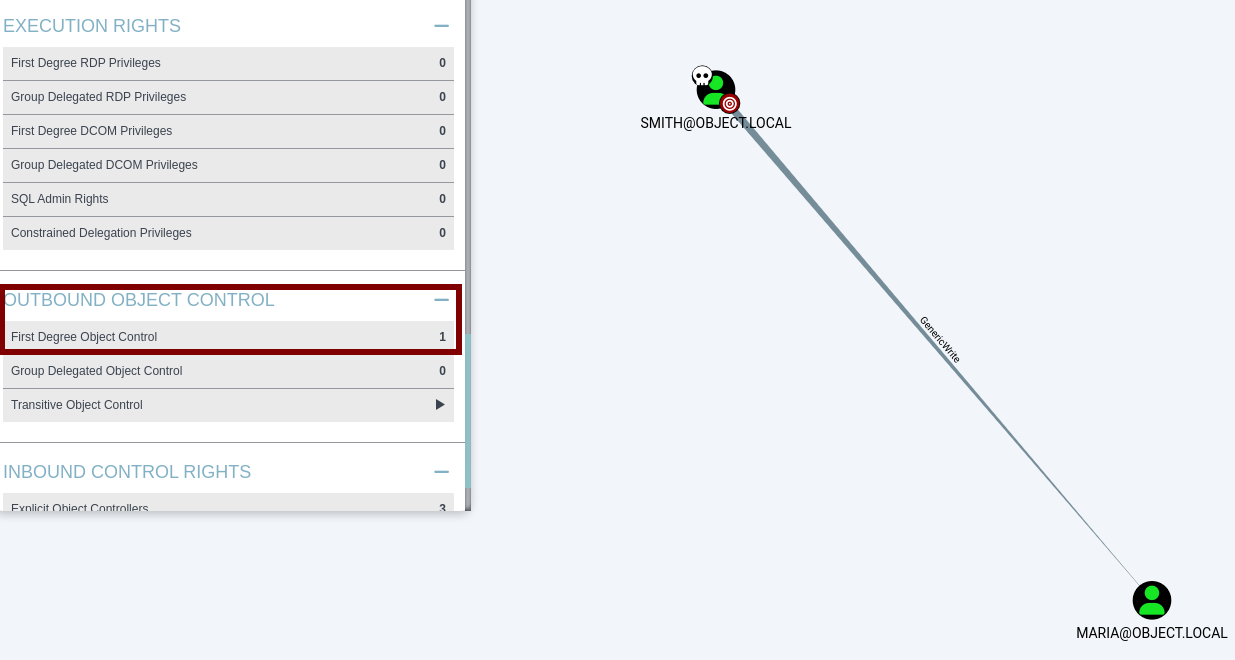 EXECUTION RIGHTS
First Degree RDP Privileges 0
Group Delegated RDP Privileges 0
First Degree DCOM Privileges 0
Group Delegated DCOM Privileges 0
SQL Admin Rights 0
Constrained Delegation Privileges 0
OUTBOUND OBJECT CONTROL
First Degree Object Control 1
Group Delegated Object Control 0
Transitive Object Control
INBOUND CONTROL RIGHTS
Explicit Object Controllers 3
SMITH@OBJECT.LOCAL
GenericWrite
MARIA@OBJECT.LOCAL